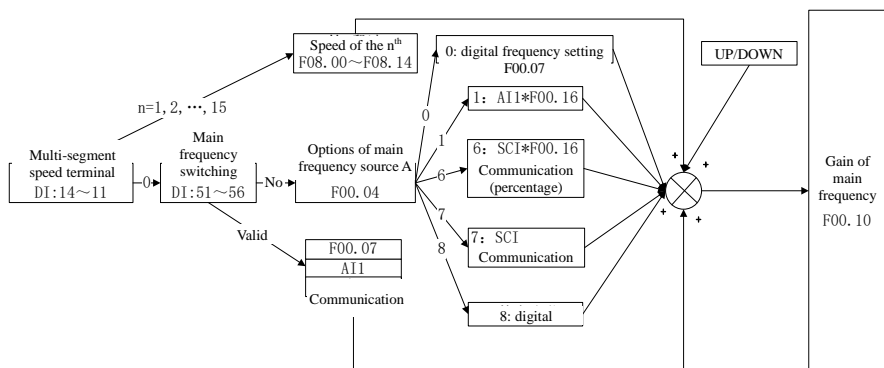 Speed of the nth
F08.00～F08.14
0: digital frequency setting
F00.07
UP/DOWN
n=1,2,…,15
0
1：AI1*F00.16
1
Multi-segment
speed terminal
DI:14～11
0
Main
frequency
switching
DI:51～56
No
Options of main
frequency source A
F00.04
6
6：SCI*F00.16
Communication
(percentage)
+
+
+
+
Gain of
main
frequency
F00.10
Valid
7
7：SCI
Communication
F00.07
AI1
Communication
8
8: digital